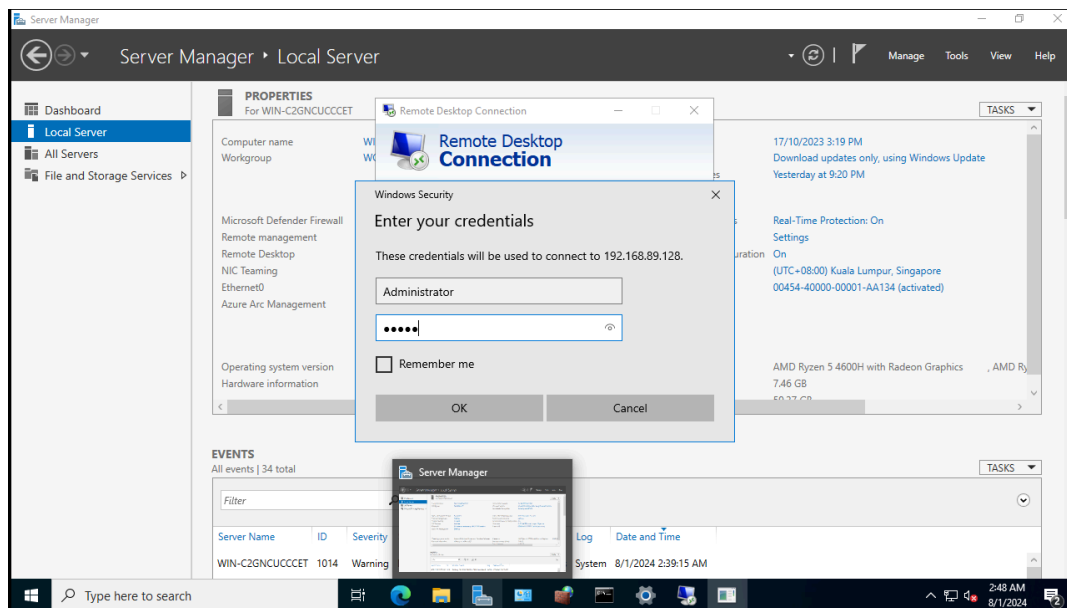 Server Manager
Server Manager • Local Server
Manage Tools View Help
Dashboard
Local Server
All Servers
File and Storage Services
PROPERTIES
For WIN-C2GNCUCCCET
TASKS
Computer name
Workgroup
Microsoft Defender Firewall
Remote management
Remote Desktop
NIC Teaming
Ethernet0
Azure Arc Management
Operating system version
Hardware information
17/10/2023 3:19 PM
Download updates only, using Windows Update
Yesterday at 9:20 PM
Real-Time Protection: On
Settings
On
(UTC+08:00) Kuala Lumpur, Singapore
00454-40000-00001-AA134 (activated)
AMD Ryzen 5 4600H with Radeon Graphics , AMD Ry
7.46 GB
Remote Desktop Connection
Remote Desktop
Connection
Windows Security
Enter your credentials
These credentials will be used to connect to 192.168.89.128.
Administrator
•••••
Remember me
OK Cancel
EVENTS
All events | 34 total
TASKS
Filter
Server Name ID Severity Log Date and Time
WIN-C2GNCUCCCET 1014 Warning System 8/1/2024 2:39:15 AM
Server Manager
Type here to search
2:48 AM
8/1/2024
2